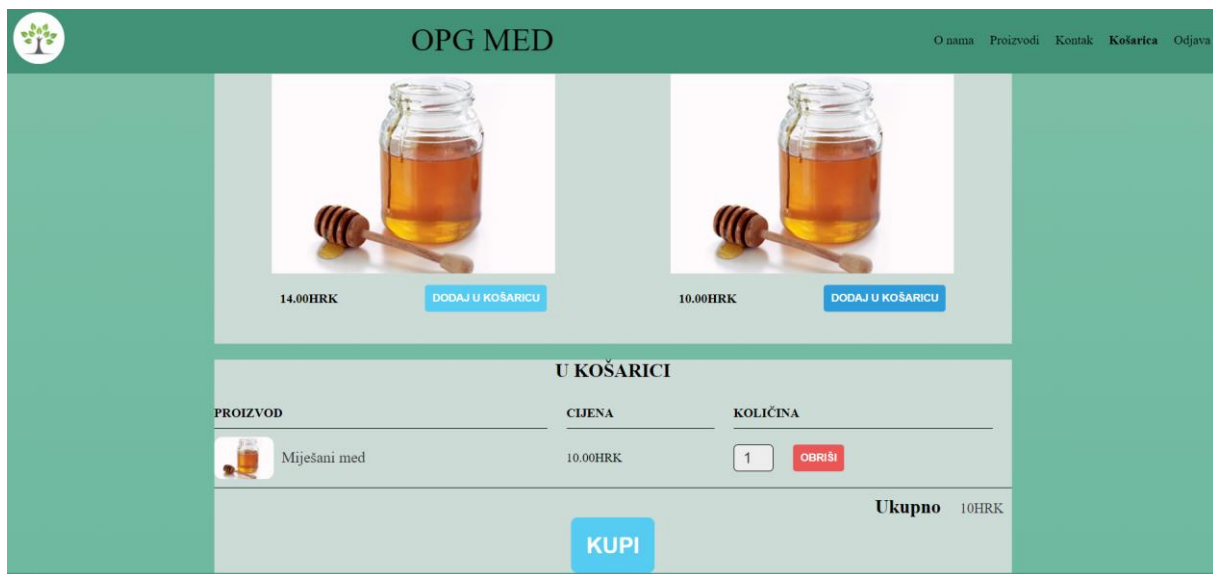 OPG MED
O nama Proizvodi Kontak Košarica Odjava
14.00HRK DODAJ U KOŠARICU 10.00HRK DODAJ U KOŠARICU
U KOŠARICI
PROIZVOD CIJENA KOLIČINA
Miješani med 10.00HRK 1 OBRIŠI
Ukupno 10HRK
KUPI